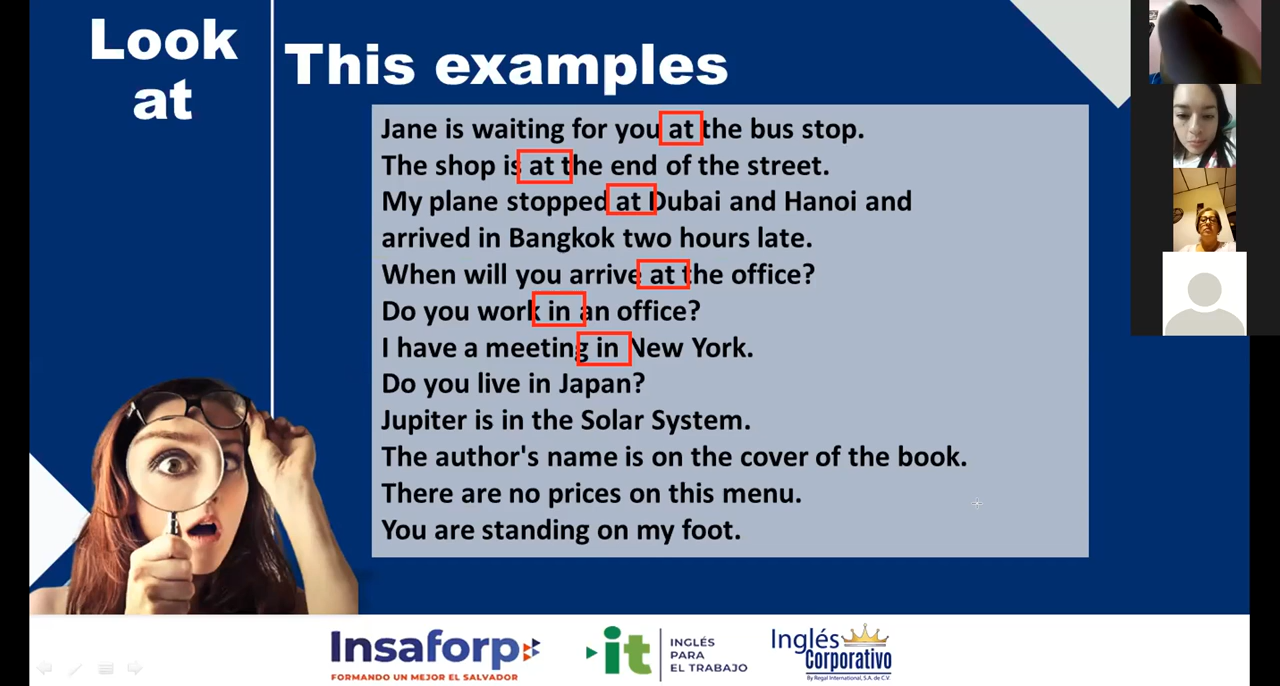 Look
at
This examples
Jane is waiting for you at the bus stop.
The shop is at the end of the street.
My plane stopped at Dubai and Hanoi and
arrived in Bangkok two hours late.
When will you arrive at the office?
Do you work in an office?
I have a meeting in New York.
Do you live in Japan?
Jupiter is in the Solar System.
The author's name is on the cover of the book.
There are no prices on this menu.
You are standing on my foot.
Insaforp
FORMANDO UN MEJOR EL SALVADOR
it
INGLÉS
PARA
EL TRABAJO
Inglés
Corporativo
By Regal International, S.A. de C.V.